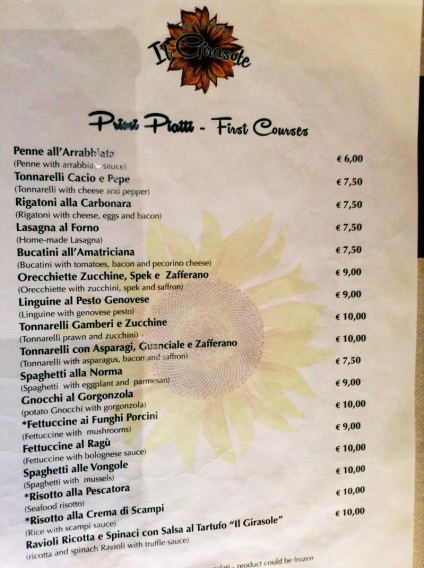 Il Girasole
Primi Piatti - First Courses
Penne all'Arrabbiata € 6,00
(Penne with arrabbia sauce)
Tonnarelli Cacio e Pepe € 7,50
(Tonnarelli with cheese and pepper)
Rigatoni alla Carbonara € 7,50
(Rigatoni with cheese, eggs and bacon)
Lasagna al Forno € 7,50
(Home-made Lasagna)
Bucatini all'Amatriciana € 7,50
(Bucatini with tomatoes, bacon and pecorino cheese)
Orecchiette Zucchine, Spek e Zafferano € 9,00
(Orecchiette with zucchini, spek and saffron)
Linguine al Pesto Genovese € 9,00
(Linguine with genovese pesto)
Tonnarelli Gamberi e Zucchine € 10,00
(Tonnarelli prawn and zucchini)
Tonnarelli con Asparagi, Guanciale e Zafferano € 10,00
(Tonnarelli with asparagus, bacon and saffron)
Spaghetti alla Norma € 7,50
(Spaghetti with eggplant and parmesan)
Gnocchi al Gorgonzola € 9,00
(potato Gnocchi with gorgonzola)
*Fettuccine ai Funghi Porcini € 10,00
(Fettuccine with mushrooms)
Fettuccine al Ragù € 9,00
(Fettuccine with bolognese sauce)
Spaghetti alle Vongole € 10,00
(Spaghetti with mussels)
*Risotto alla Pescatora € 10,00
(Seafood risotto)
*Risotto alla Crema di Scampi € 10,00
(Rice with scampi sauce)
Ravioli Ricotta e Spinaci con Salsa al Tartufo "Il Girasole" € 10,00
(ricotta and spinach Ravioli with truffle sauce)
- product could be frozen